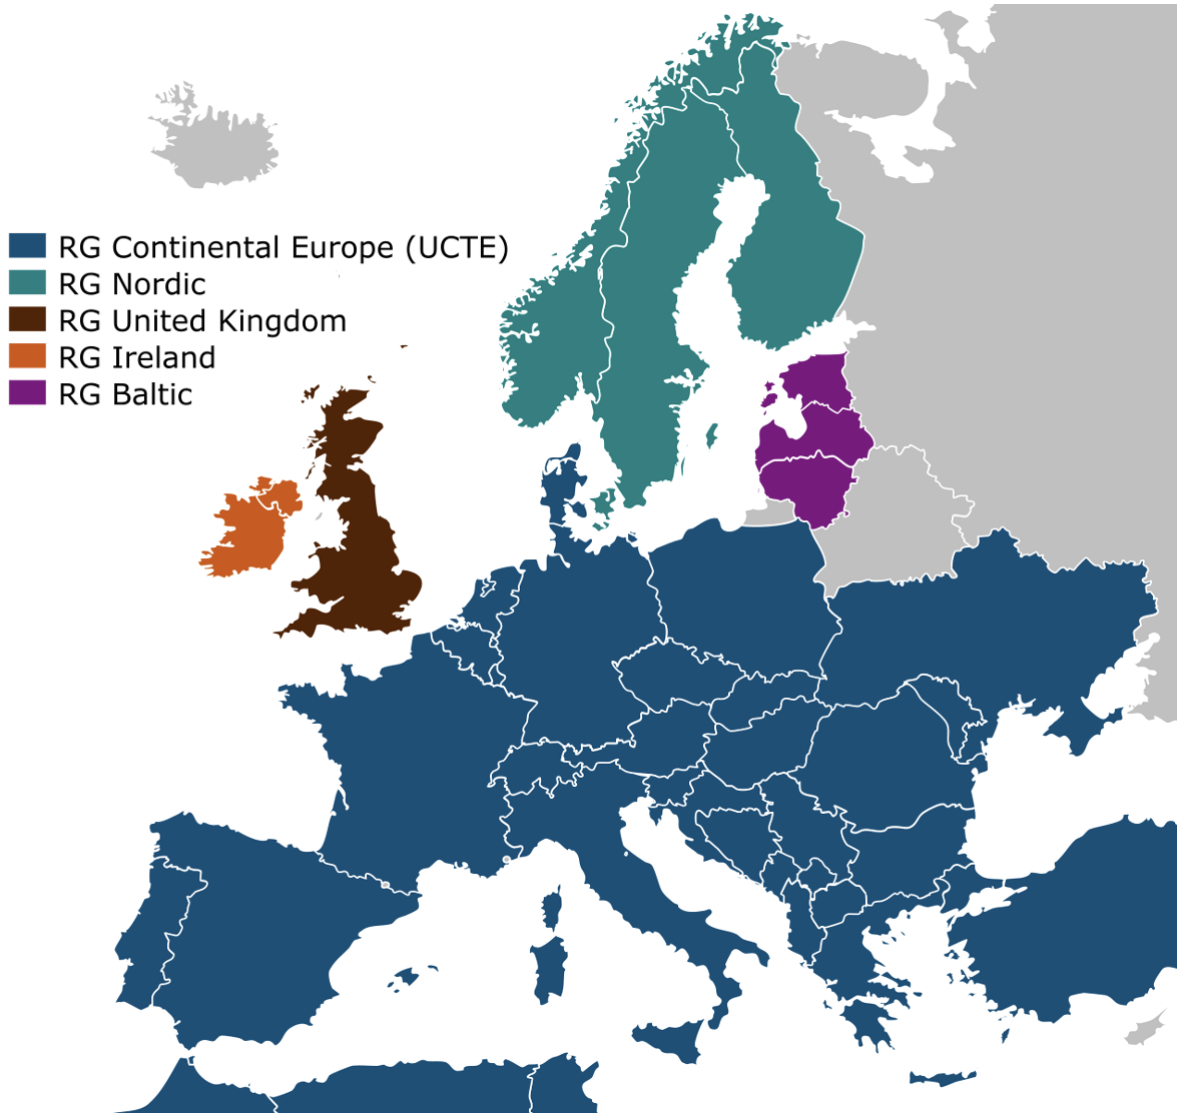 RG Continental Europe (UCTE)
RG Nordic
RG United Kingdom
RG Ireland
RG Baltic